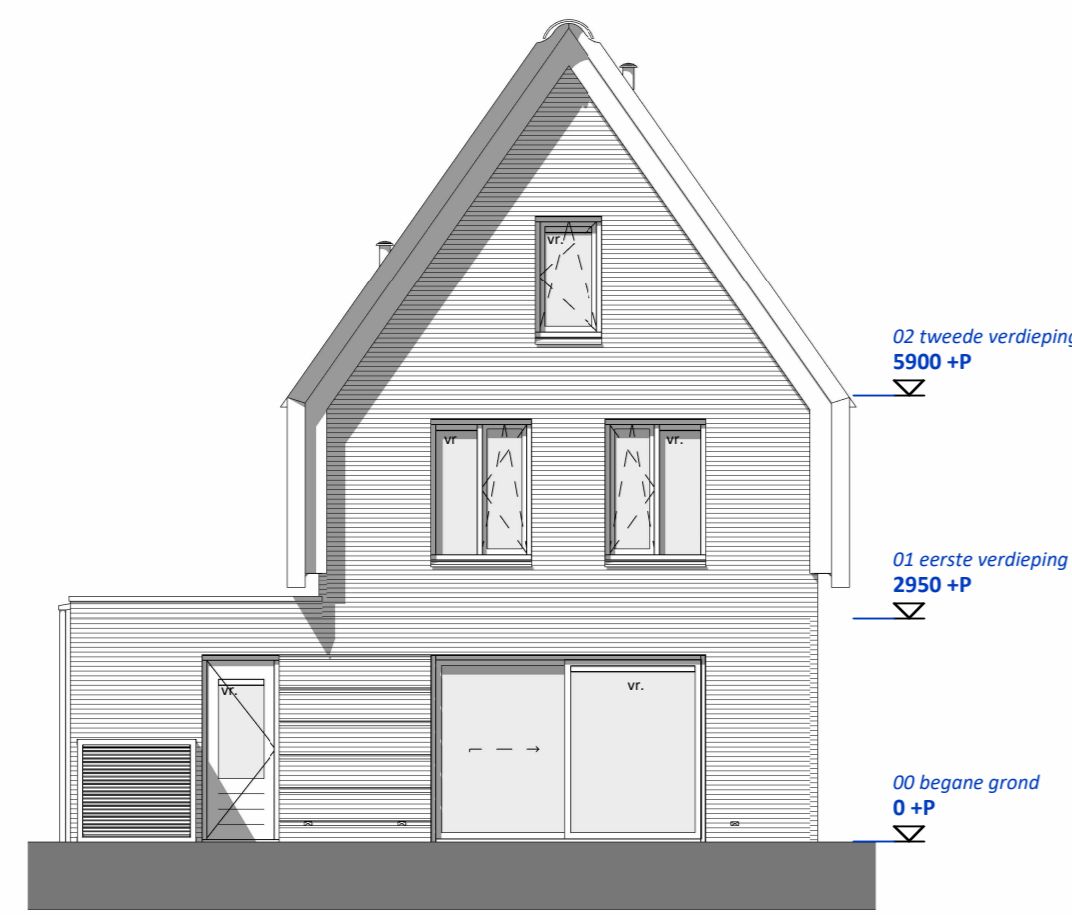 vr.
02 tweede verdieping
5900 +P
vr
vr.
01 eerste verdieping
2950 +P
vr.
vr.
00 begane grond
0 +P